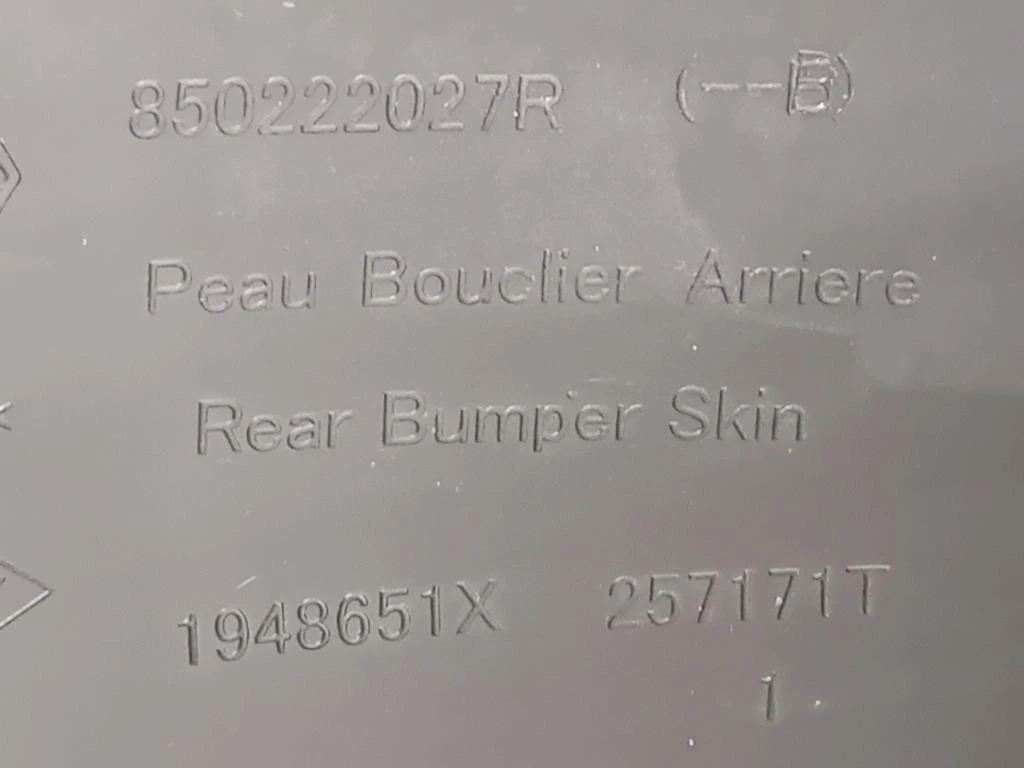 850222027R (--B)
Peau Bouclier Arriere
Rear Bumper Skin
1948651X 257171T
1